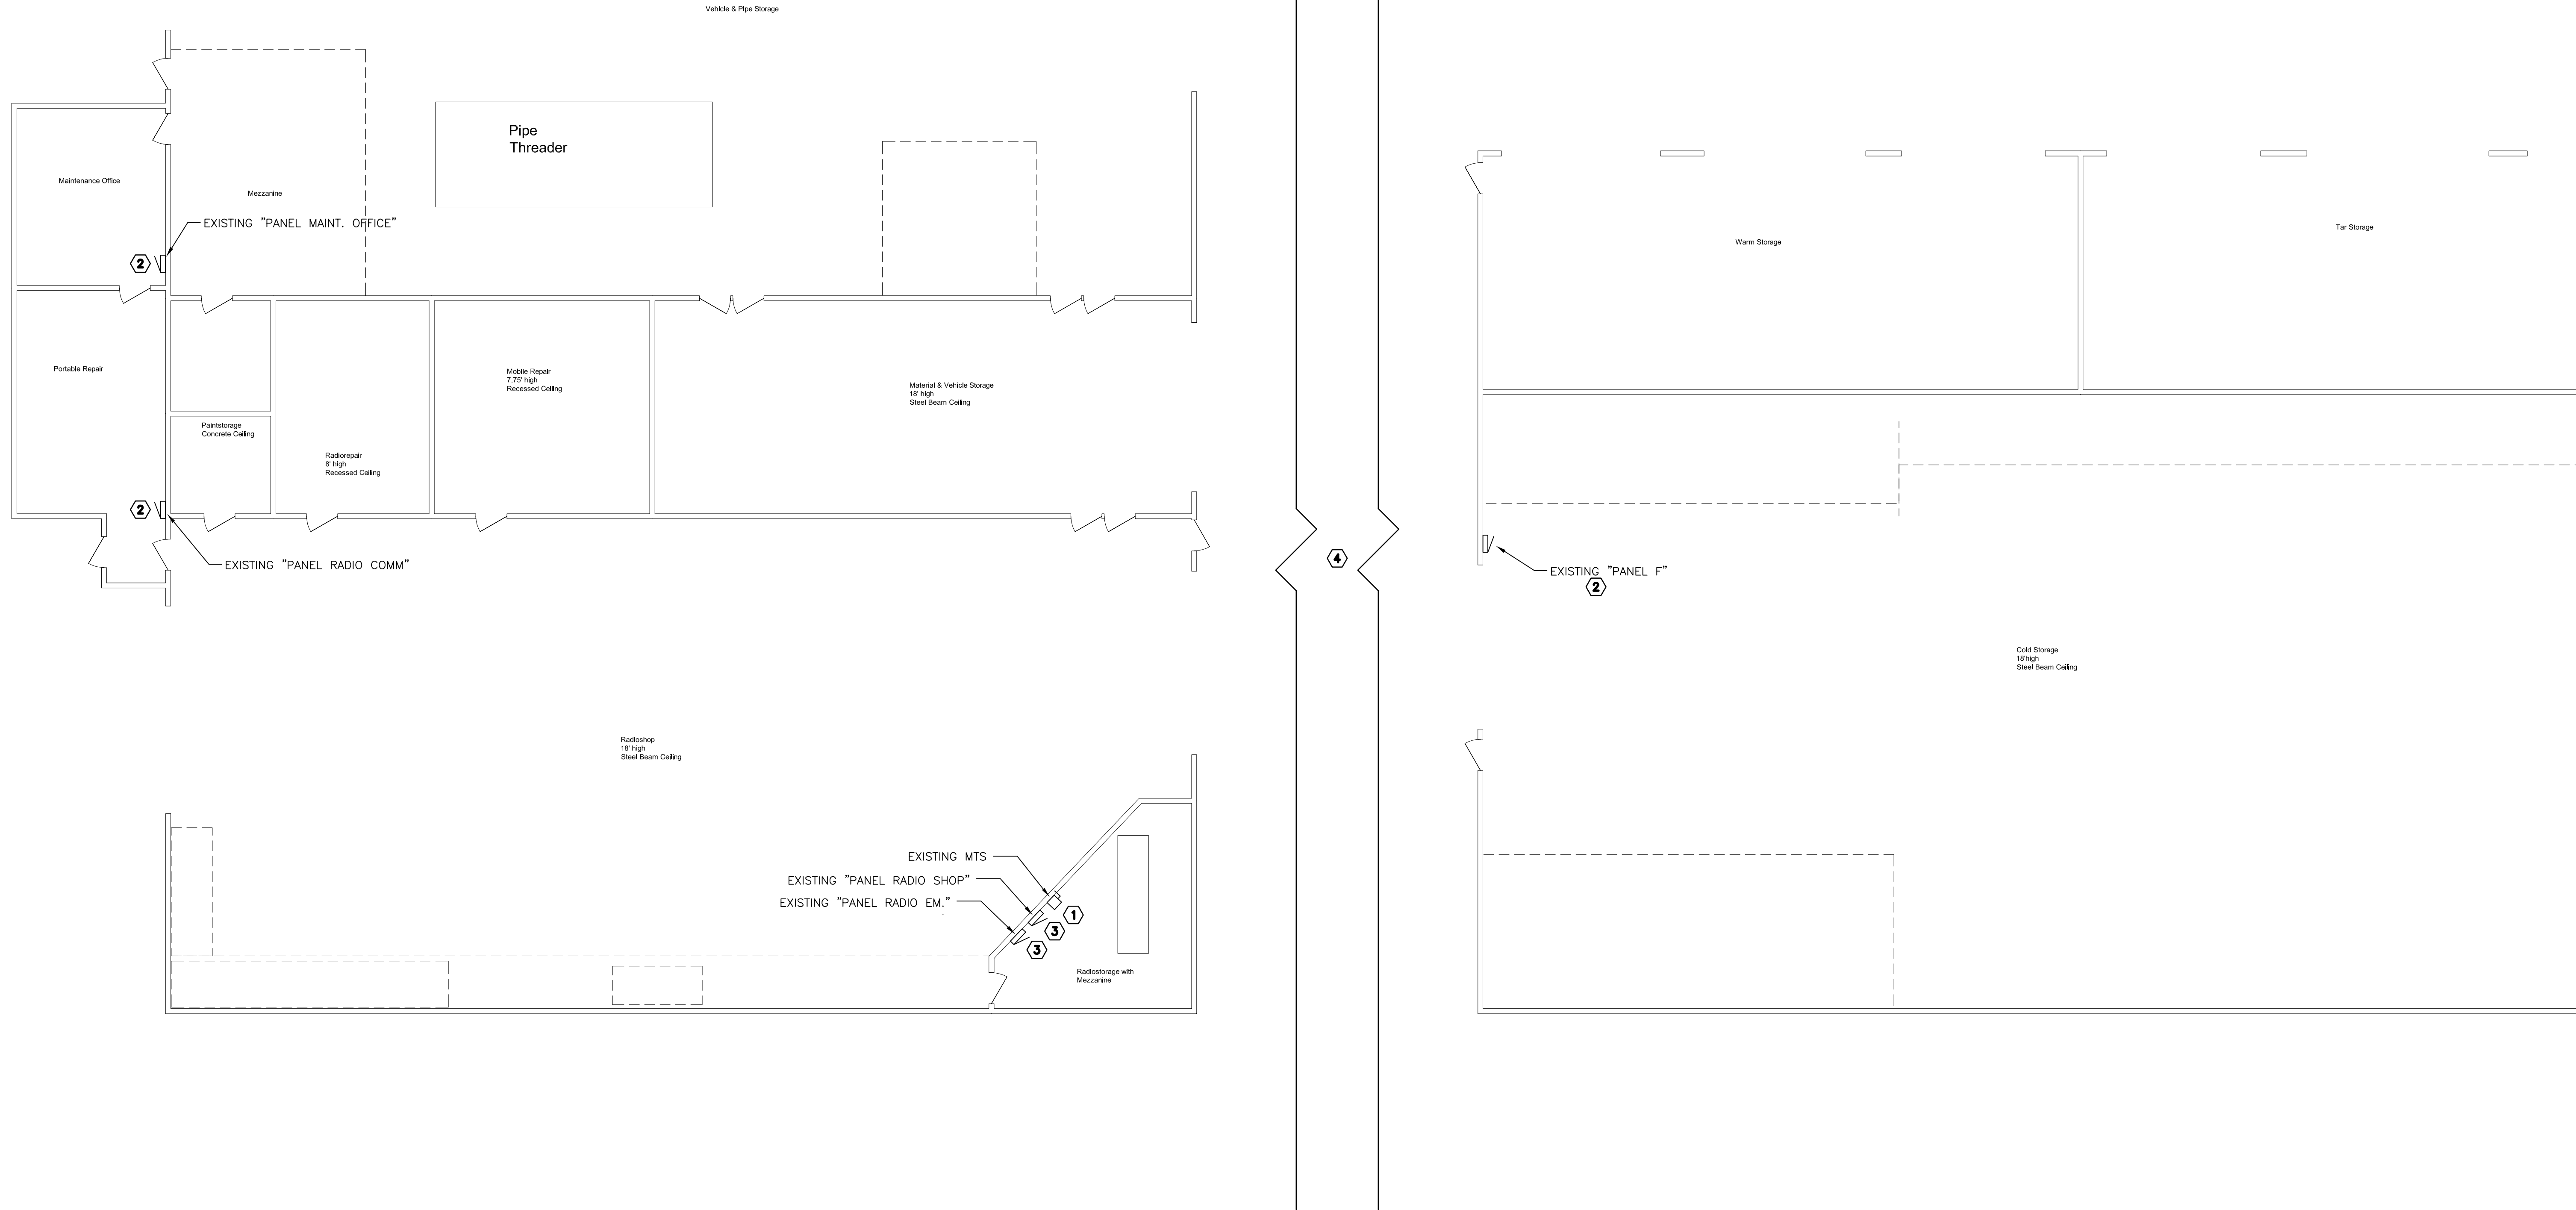 Vehicle & Pipe Storage
Pipe
Threader
Maintenance Office
Mezzanine
EXISTING "PANEL MAINT. OFFICE"
2
Warm Storage
Tar Storage
Portable Repair
Mobile Repair
7.75' high
Recessed Ceiling
Material & Vehicle Storage
18' high
Steel Beam Ceiling
Paintstorage
Concrete Ceiling
Radiorepair
8' high
Recessed Ceiling
2
EXISTING "PANEL RADIO COMM"
4
EXISTING "PANEL F"
2
Cold Storage
18'high
Steel Beam Ceiling
Radioshop
18' high
Steel Beam Ceiling
EXISTING MTS
EXISTING "PANEL RADIO SHOP"
EXISTING "PANEL RADIO EM."
1
3
3
Radiostorage with
Mezzanine